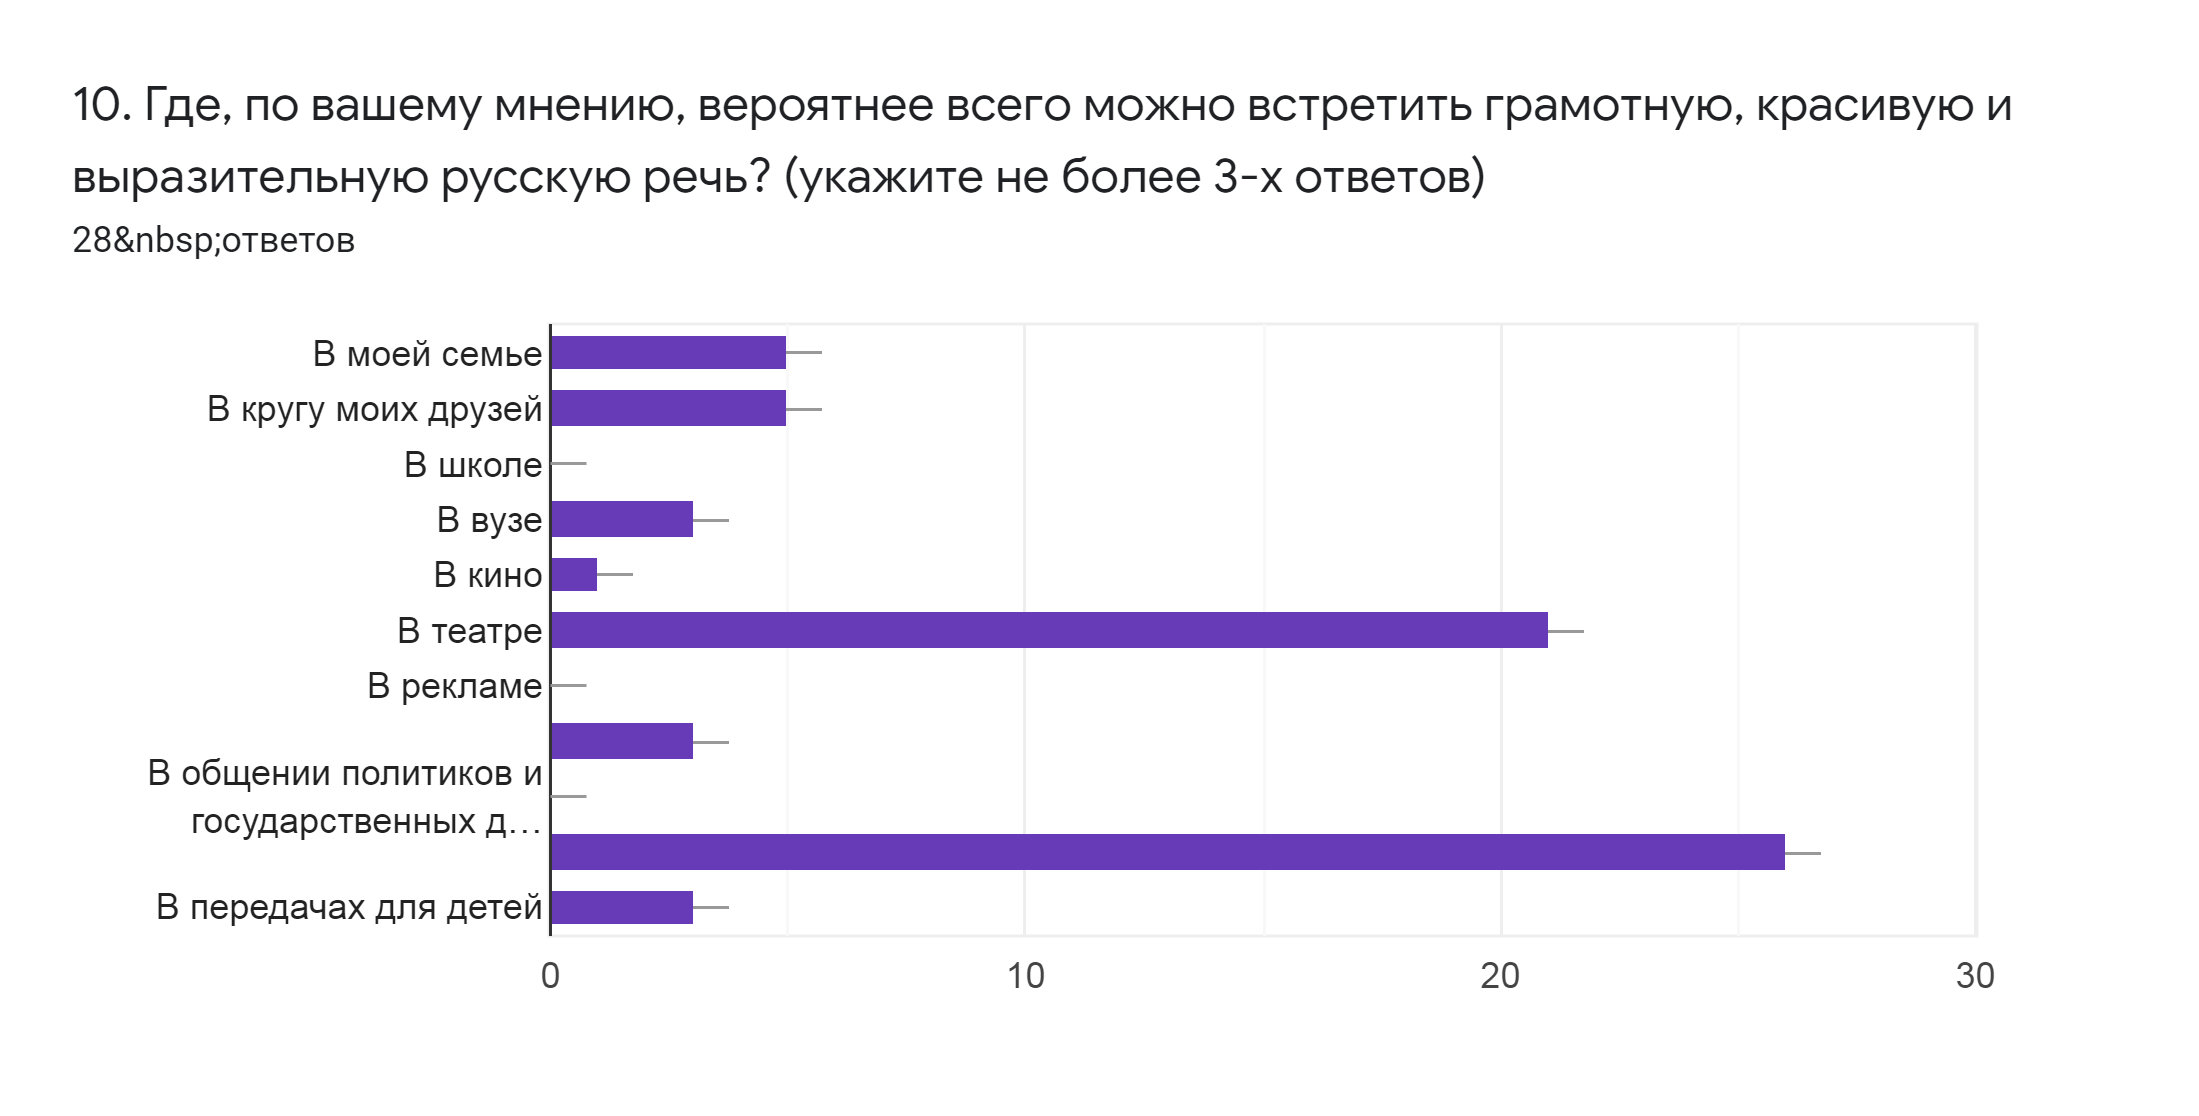 10. Где, по вашему мнению, вероятнее всего можно встретить грамотную, красивую и
выразительную русскую речь? (укажите не более 3-х ответов)
28&nbsp;ответов
В моей семье
В кругу моих друзей
В школе
В вузе
В кино
В театре
В рекламе
В общении политиков и
государственных д…
В передачах для детей
0 10 20 30